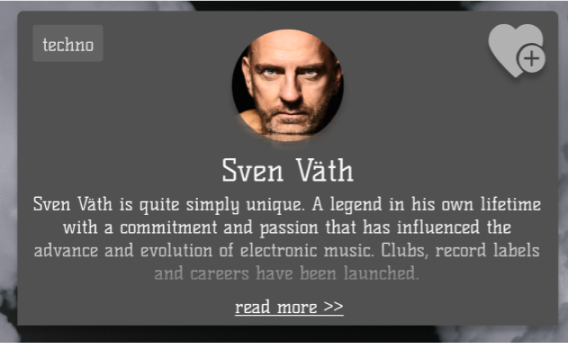 techno
Sven Väth
Sven Väth is quite simply unique. A legend in his own lifetime
with a commitment and passion that has influenced the
advance and evolution of electronic music. Clubs, record labels
and careers have been launched.
read more >>